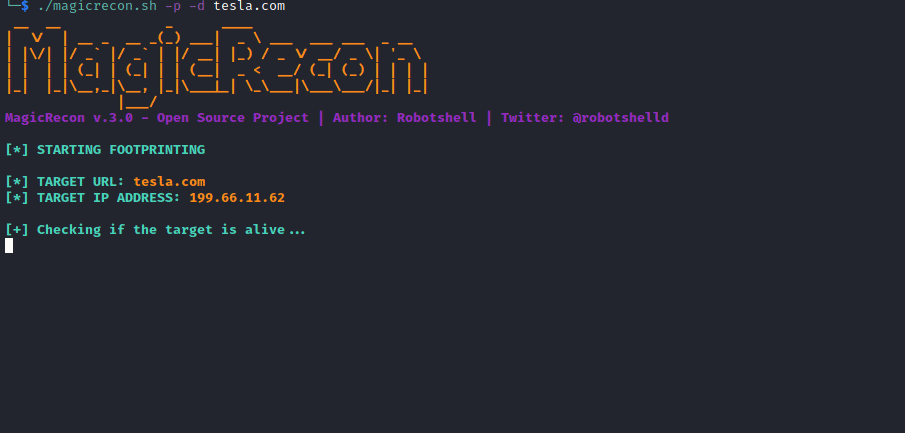 └─$ ./magicrecon.sh -p -d tesla.com
MagicRecon
MagicRecon v.3.0 - Open Source Project | Author: Robotshell | Twitter: @robotshelld
[*] STARTING FOOTPRINTING
[*] TARGET URL: tesla.com
[*] TARGET IP ADDRESS: 199.66.11.62
[+] Checking if the target is alive...